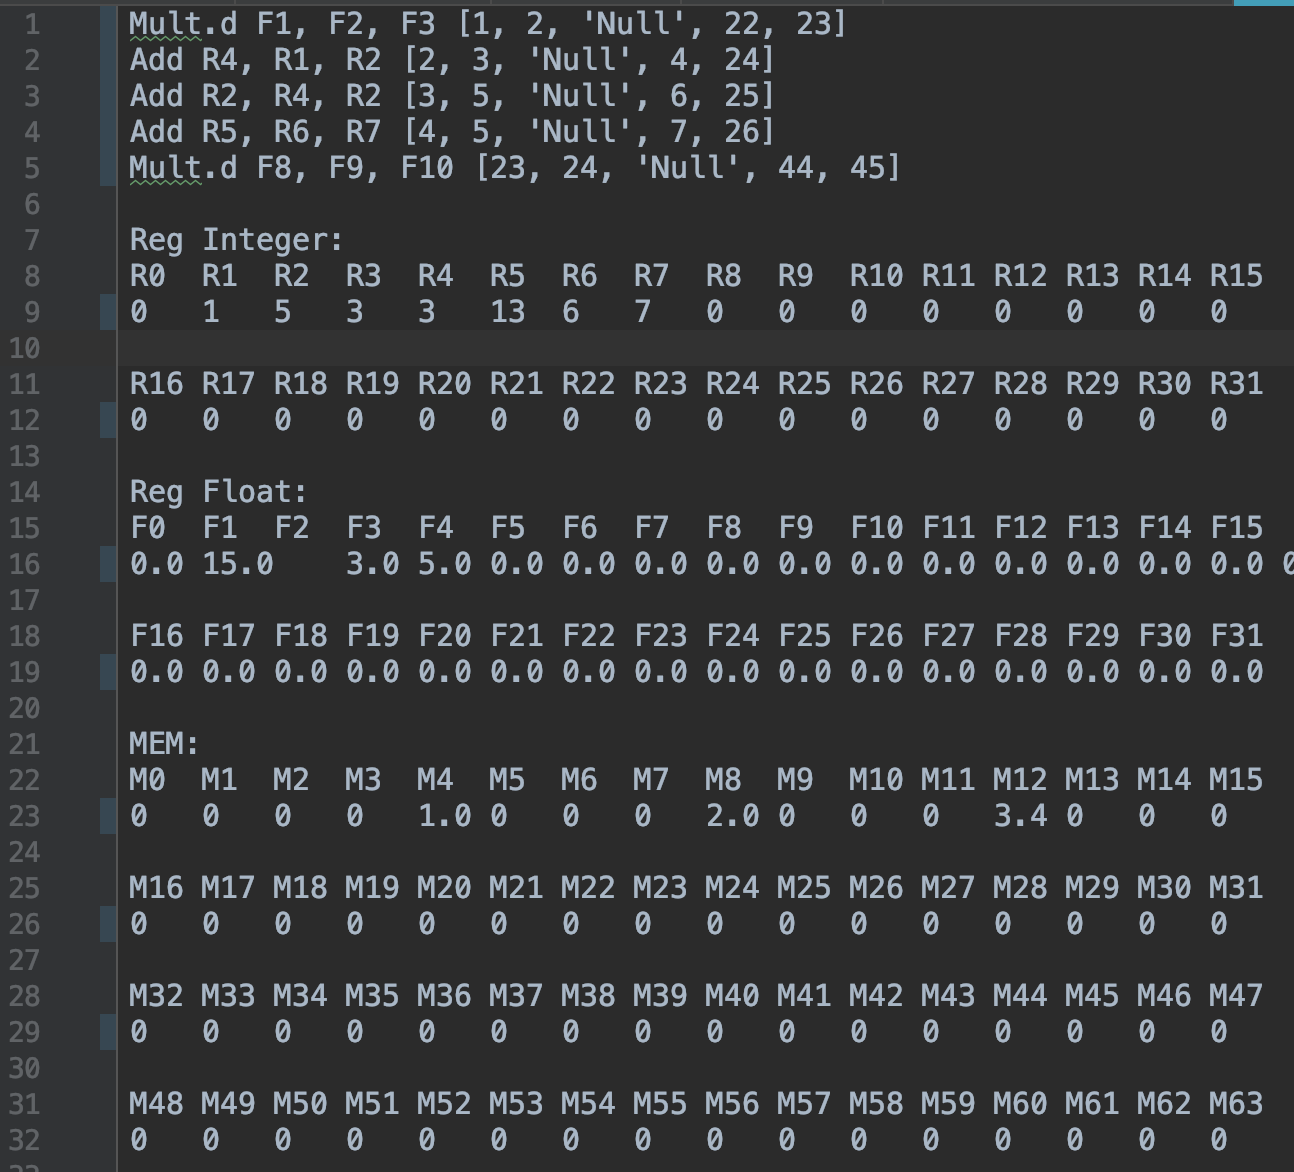 1 Mult.d F1, F2, F3 [1, 2, 'Null', 22, 23]
2 Add R4, R1, R2 [2, 3, 'Null', 4, 24]
3 Add R2, R4, R2 [3, 5, 'Null', 6, 25]
4 Add R5, R6, R7 [4, 5, 'Null', 7, 26]
5 Mult.d F8, F9, F10 [23, 24, 'Null', 44, 45]
6
7 Reg Integer:
8 R0 R1 R2 R3 R4 R5 R6 R7 R8 R9 R10 R11 R12 R13 R14 R15
9 0 1 5 3 3 13 6 7 0 0 0 0 0 0 0 0
10
11 R16 R17 R18 R19 R20 R21 R22 R23 R24 R25 R26 R27 R28 R29 R30 R31
12 0 0 0 0 0 0 0 0 0 0 0 0 0 0 0 0
13
14 Reg Float:
15 F0 F1 F2 F3 F4 F5 F6 F7 F8 F9 F10 F11 F12 F13 F14 F15
16 0.0 15.0 3.0 5.0 0.0 0.0 0.0 0.0 0.0 0.0 0.0 0.0 0.0 0.0 0.0
17
18 F16 F17 F18 F19 F20 F21 F22 F23 F24 F25 F26 F27 F28 F29 F30 F31
19 0.0 0.0 0.0 0.0 0.0 0.0 0.0 0.0 0.0 0.0 0.0 0.0 0.0 0.0 0.0 0.0
20
21 MEM:
22 M0 M1 M2 M3 M4 M5 M6 M7 M8 M9 M10 M11 M12 M13 M14 M15
23 0 0 0 0 1.0 0 0 0 2.0 0 0 0 3.4 0 0 0
24
25 M16 M17 M18 M19 M20 M21 M22 M23 M24 M25 M26 M27 M28 M29 M30 M31
26 0 0 0 0 0 0 0 0 0 0 0 0 0 0 0 0
27
28 M32 M33 M34 M35 M36 M37 M38 M39 M40 M41 M42 M43 M44 M45 M46 M47
29 0 0 0 0 0 0 0 0 0 0 0 0 0 0 0 0
30
31 M48 M49 M50 M51 M52 M53 M54 M55 M56 M57 M58 M59 M60 M61 M62 M63
32 0 0 0 0 0 0 0 0 0 0 0 0 0 0 0 0